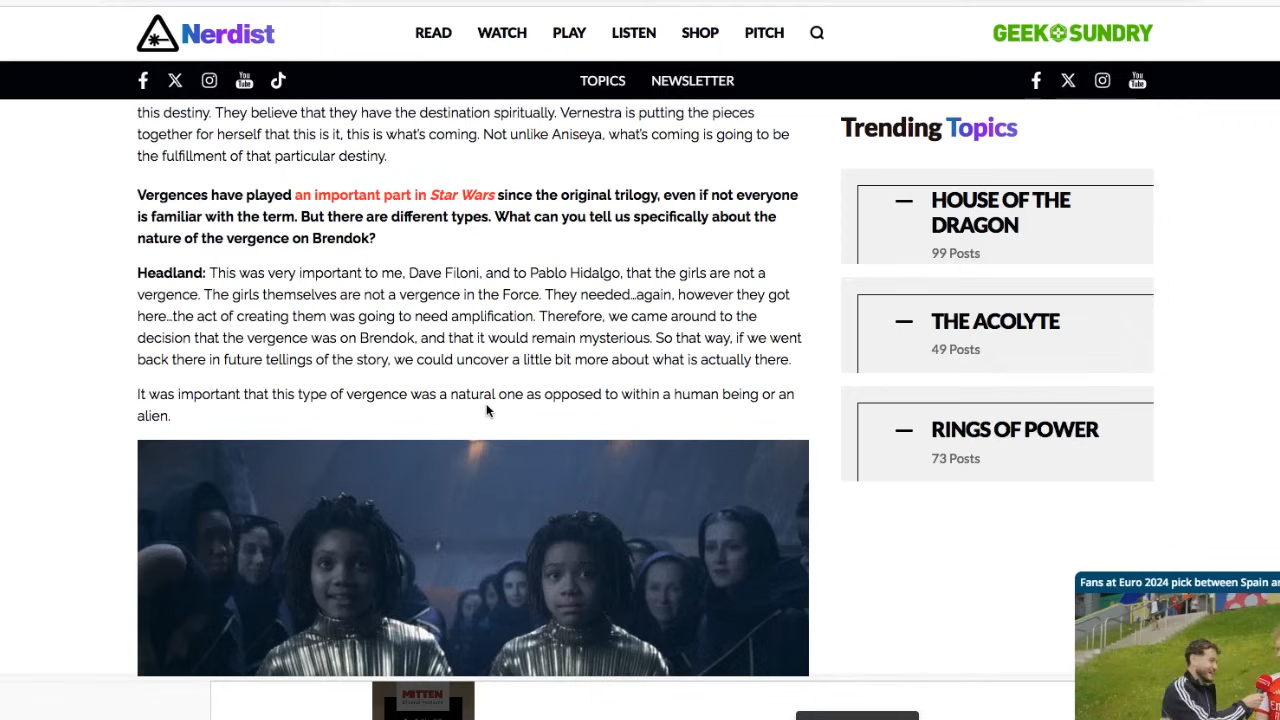 Nerdist
READ WATCH PLAY LISTEN SHOP PITCH
GEEK SUNDRY
You Tube
TOPICS NEWSLETTER
You Tube
this destiny. They believe that they have the destination spiritually. Vernestra is putting the pieces
together for herself that this is it, this is what's coming. Not unlike Aniseya, what's coming is going to be
the fulfillment of that particular destiny.
Vergences have played an important part in Star Wars since the original trilogy, even if not everyone
is familiar with the term. But there are different types. What can you tell us specifically about the
nature of the vergence on Brendok?
Headland: This was very important to me, Dave Filoni, and to Pablo Hidalgo, that the girls are not a
vergence. The girls themselves are not a vergence in the Force. They needed…again, however they got
here…the act of creating them was going to need amplification. Therefore, we came around to the
decision that the vergence was on Brendok, and that it would remain mysterious. So that way, if we went
back there in future tellings of the story, we could uncover a little bit more about what is actually there.
It was important that this type of vergence was a natural one as opposed to within a human being or an
alien.
Trending Topics
— HOUSE OF THE
DRAGON
99 Posts
— THE ACOLYTE
49 Posts
— RINGS OF POWER
73 Posts
Fans at Euro 2024 pick between Spain
MITTEN